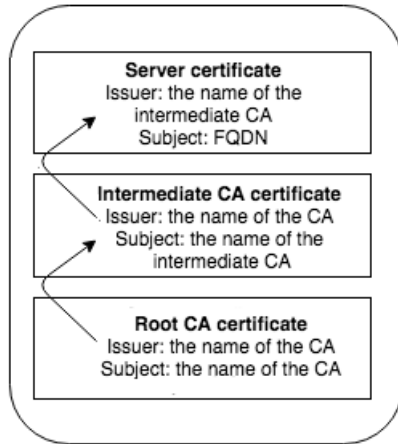 Server certificate
Issuer: the name of the
intermediate CA
Subject: FQDN
Intermediate CA certificate
Issuer: the name of the CA
Subject: the name of the
intermediate CA
Root CA certificate
Issuer: the name of the CA
Subject: the name of the CA